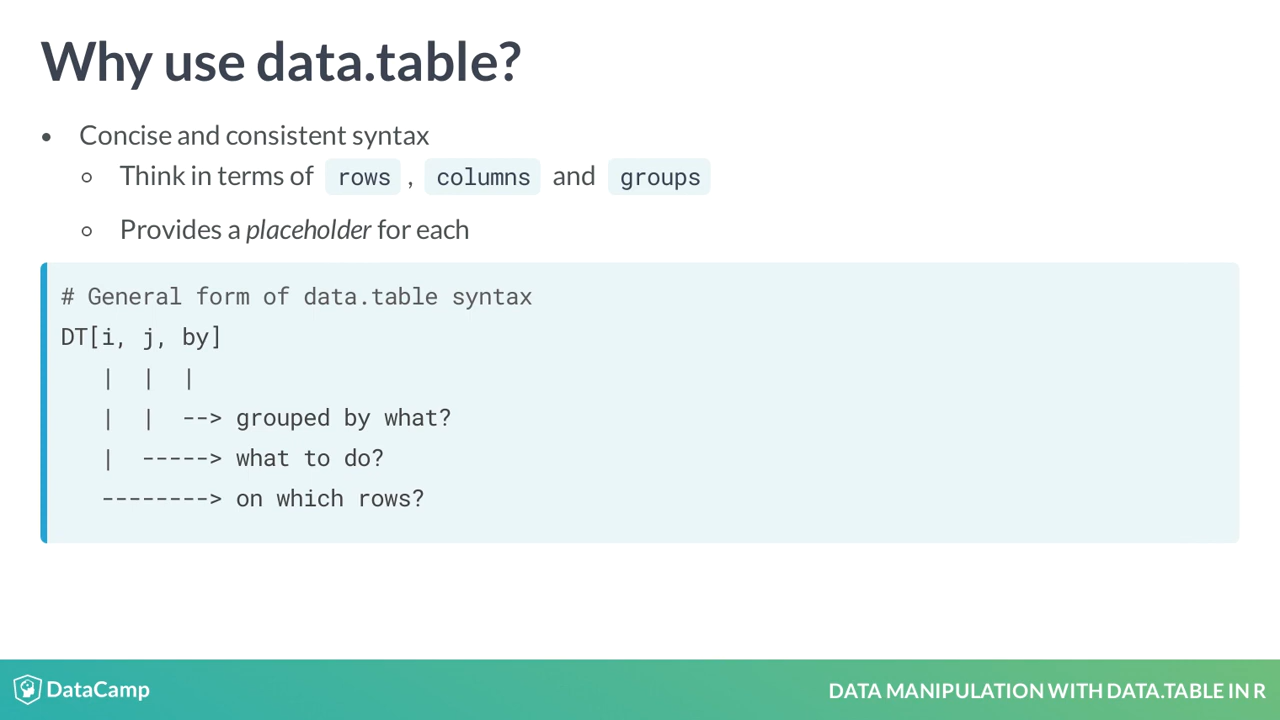 Why use data.table?
• Concise and consistent syntax
○ Think in terms of rows , columns and groups
○ Provides a placeholder for each
# General form of data.table syntax
DT[i, j, by]
   |  |  |
   |  |  --> grouped by what?
   |  -----> what to do?
   --------> on which rows?
DataCamp
DATA MANIPULATION WITH DATA.TABLE IN R